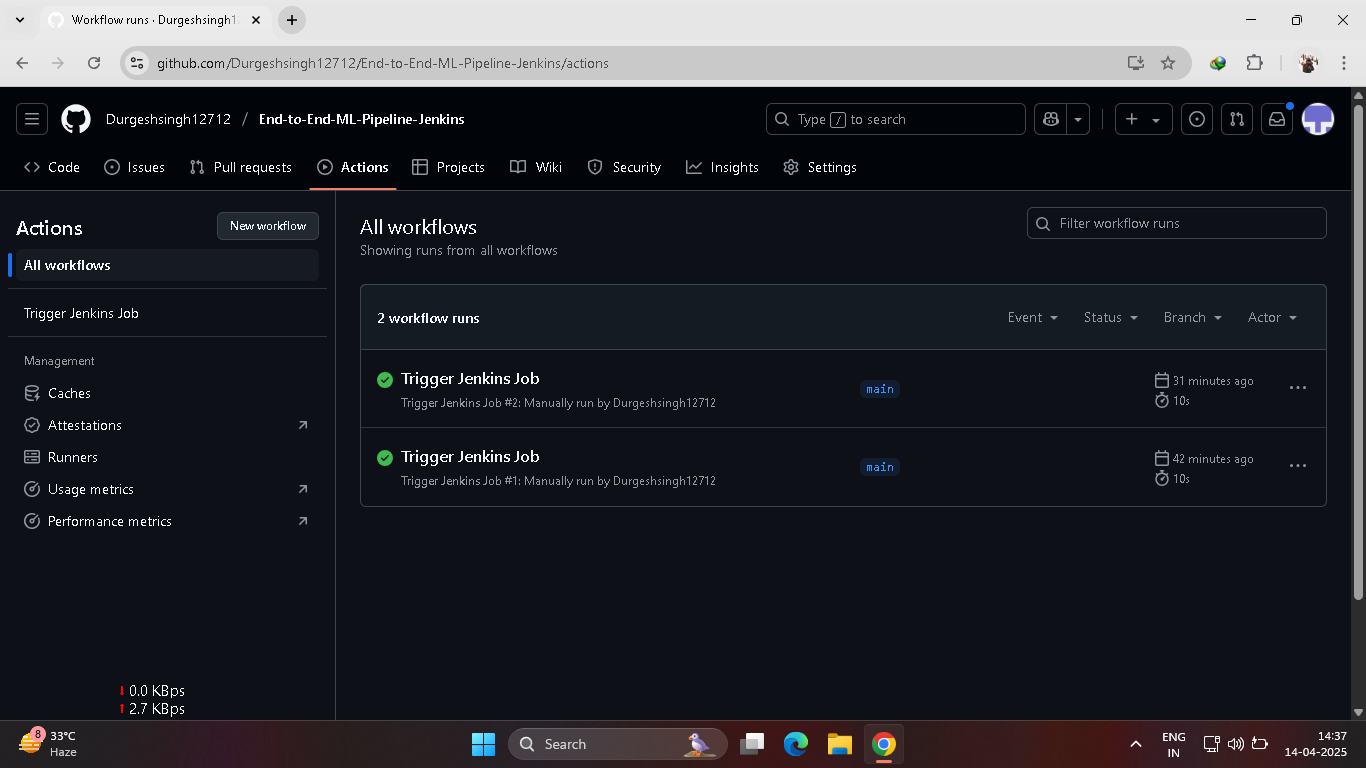 Workflow runs · Durgeshsingh1
github.com/Durgeshsingh12712/End-to-End-ML-Pipeline-Jenkins/actions
Durgeshsingh12712 / End-to-End-ML-Pipeline-Jenkins
Type / to search
Code Issues Pull requests Actions Projects Wiki Security Insights Settings
Actions
New workflow
All workflows
Trigger Jenkins Job
Management
Caches
Attestations
Runners
Usage metrics
Performance metrics
All workflows
Showing runs from all workflows
Filter workflow runs
2 workflow runs
Event Status Branch Actor
Trigger Jenkins Job
Trigger Jenkins Job #2: Manually run by Durgeshsingh12712
main
31 minutes ago
10s
Trigger Jenkins Job
Trigger Jenkins Job #1: Manually run by Durgeshsingh12712
main
42 minutes ago
10s
0.0 KBps
2.7 KBps
8
33°C
Haze
Search
ENG
IN
14:37
14-04-2025